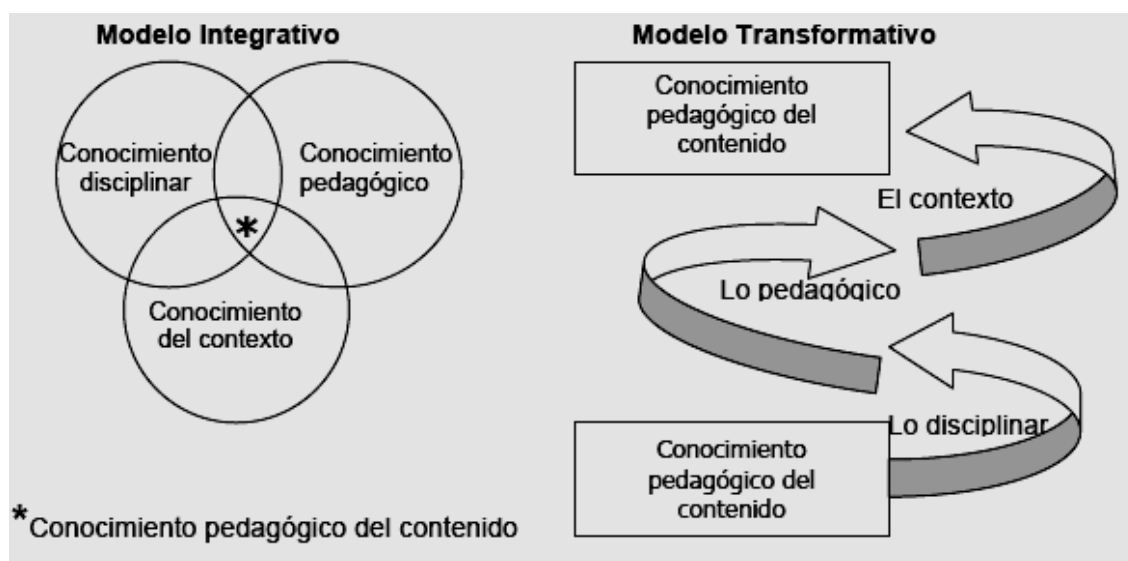 Modelo Integrativo
Conocimiento
disciplinar
Conocimiento
pedagógico
Conocimiento
del contexto
*
*Conocimiento pedagógico del contenido
Modelo Transformativo
Conocimiento
pedagógico del
contenido
El contexto
Lo pedagógico
Lo disciplinar
Conocimiento
pedagógico del
contenido